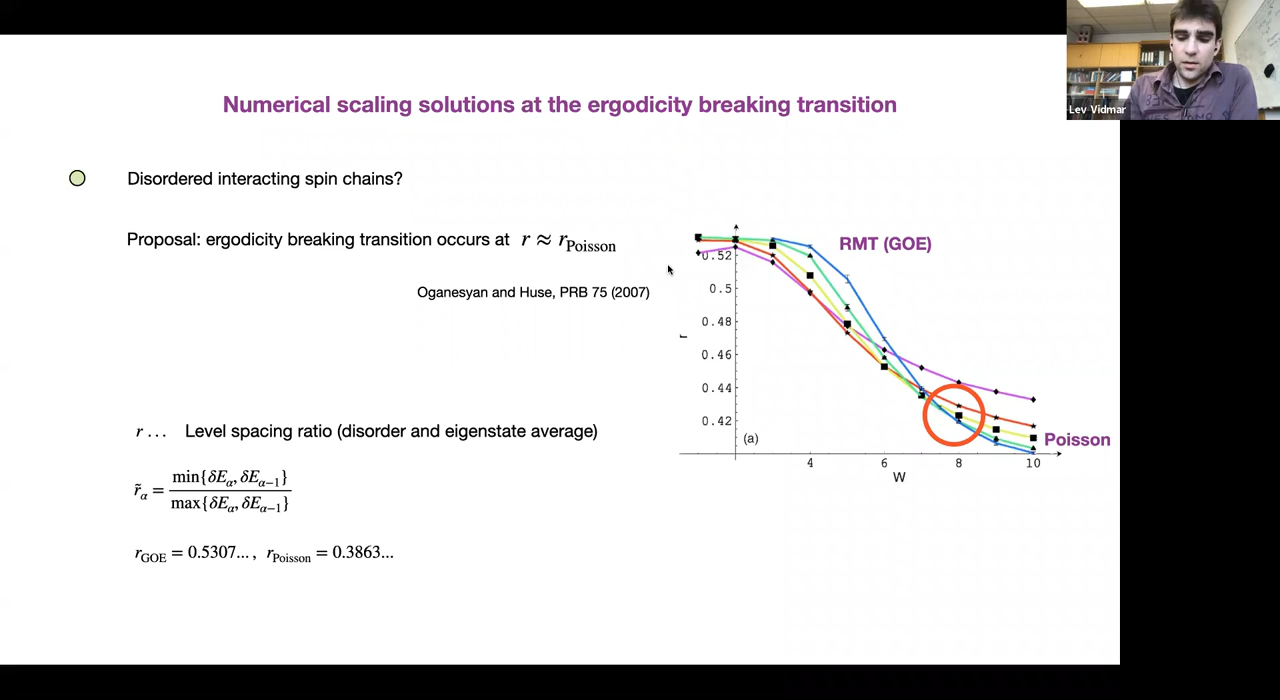 Lev Vidmar
Numerical scaling solutions at the ergodicity breaking transition
Disordered interacting spin chains?
Proposal: ergodicity breaking transition occurs at r ≈ r_Poisson
Oganesyan and Huse, PRB 75 (2007)
r … Level spacing ratio (disorder and eigenstate average)
r̃_α = min{δE_α, δE_α−1} / max{δE_α, δE_α−1}
r_GOE = 0.5307... , r_Poisson = 0.3863...
RMT (GOE)
0.52
0.5
0.48
r
0.46
0.44
0.42
(a)
Poisson
4 6 8 10
W